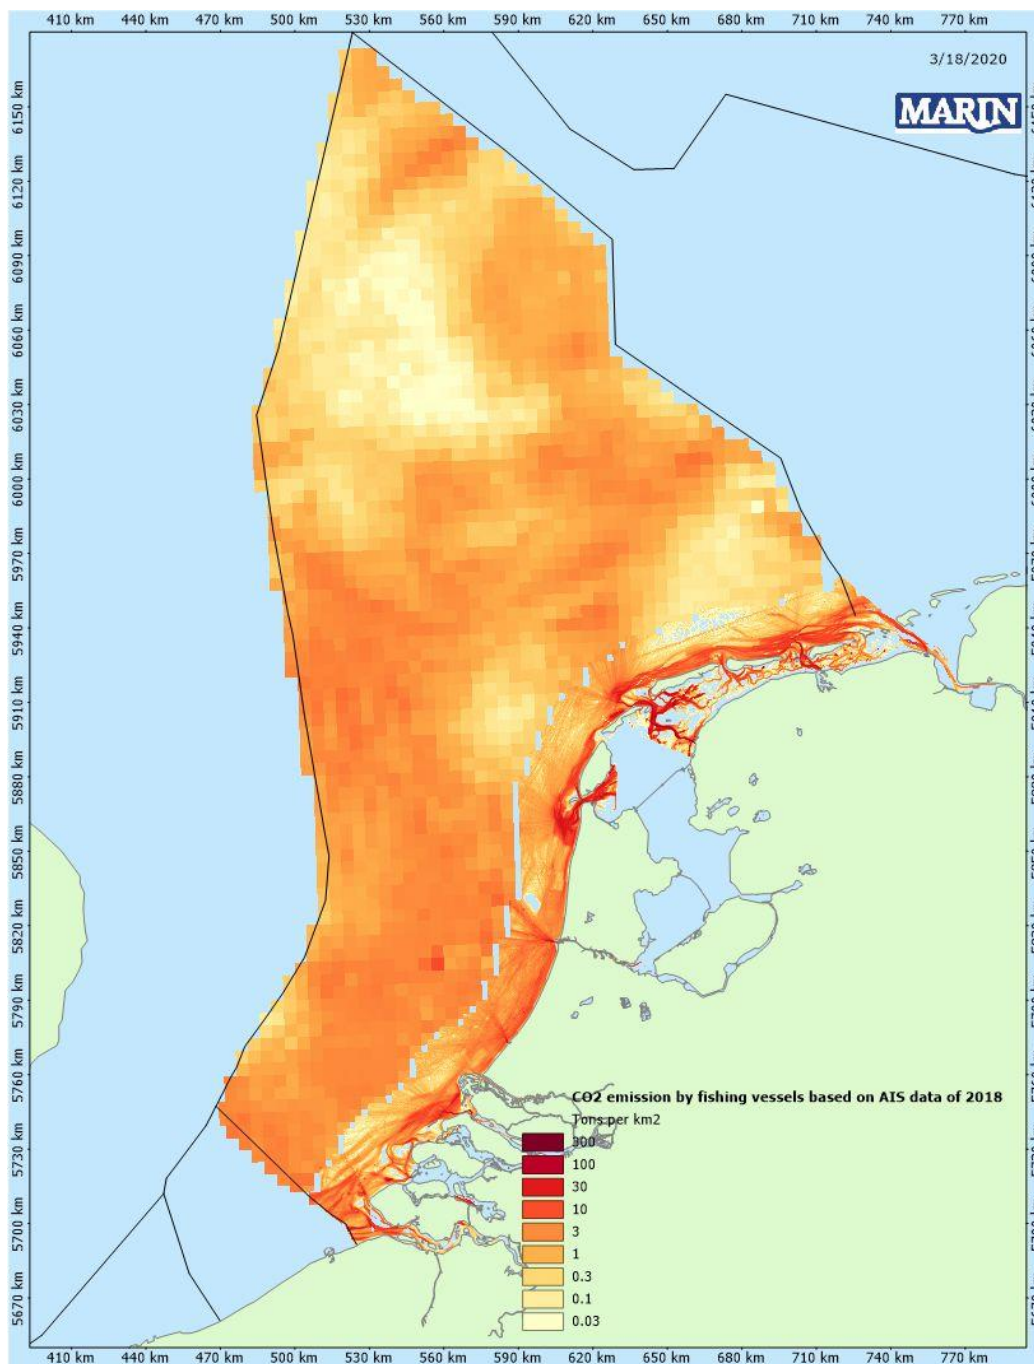 410 km 440 km 470 km 500 km 530 km 560 km 590 km 620 km 650 km 680 km 710 km 740 km 770 km
3/18/2020
MARIN
6150 km
6120 km
6090 km
6060 km
6030 km
6000 km
5970 km
5940 km
5910 km
5880 km
5850 km
5820 km
5790 km
5760 km
5730 km
5700 km
5670 km
CO2 emission by fishing vessels based on AIS data of 2018
Tons per km2
300
100
30
10
3
1
0.3
0.1
0.03
410 km 440 km 470 km 500 km 530 km 560 km 590 km 620 km 650 km 680 km 710 km 740 km 770 km